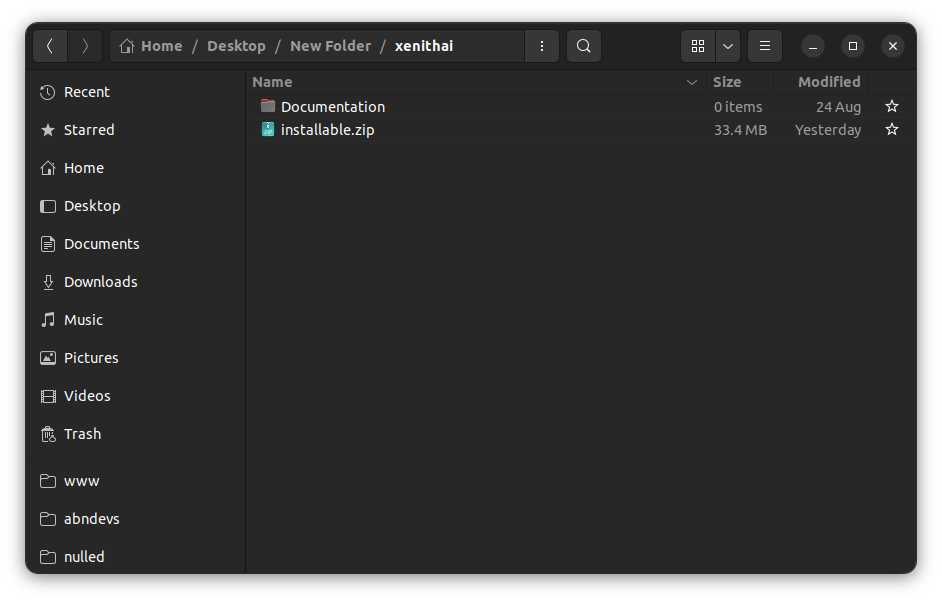 Home / Desktop / New Folder / xenithai
Recent
Starred
Home
Desktop
Documents
Downloads
Music
Pictures
Videos
Trash
www
abndevs
nulled
Name Size Modified
Documentation 0 items 24 Aug
installable.zip 33.4 MB Yesterday